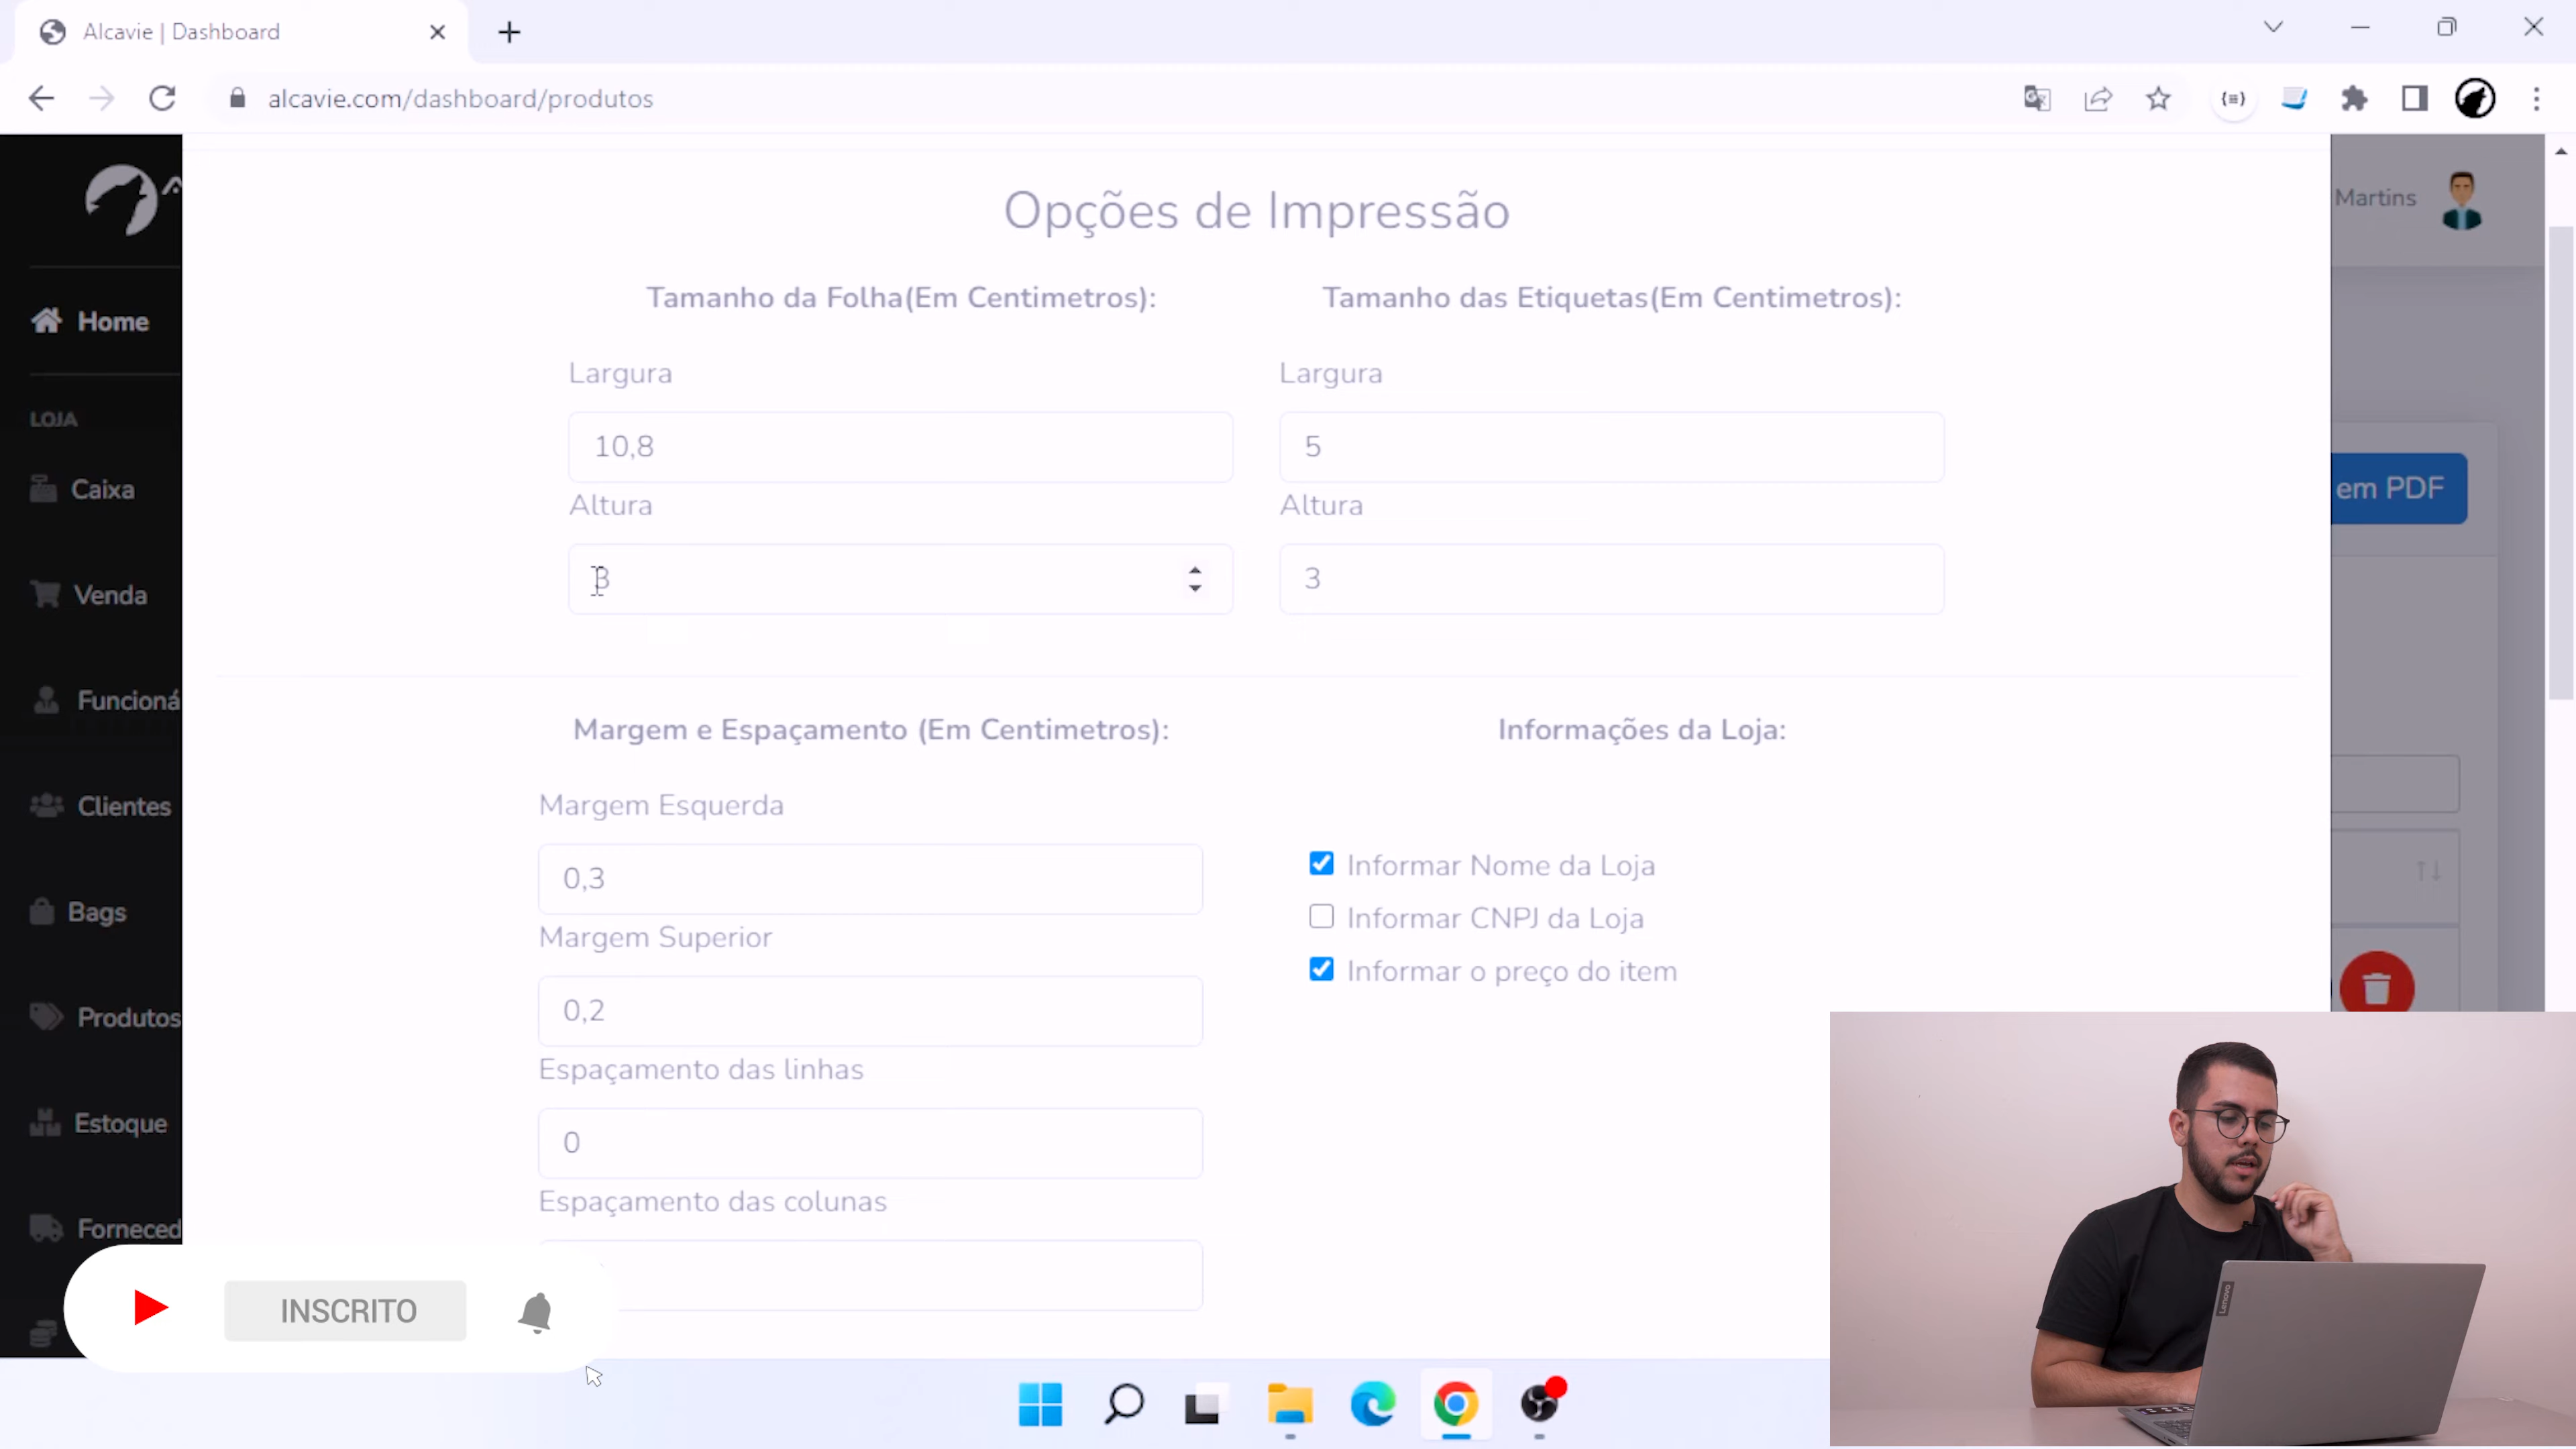 Alcavie | Dashboard
alcavie.com/dashboard/produtos
Martins
Home
LOJA
Caixa
Venda
Funcioná
Clientes
Bags
Produtos
Estoque
Forneced
em PDF
Opções de Impressão
Tamanho da Folha(Em Centimetros):
Largura
10,8
Altura
3
Tamanho das Etiquetas(Em Centimetros):
Largura
5
Altura
3
Margem e Espaçamento (Em Centimetros):
Margem Esquerda
0,3
Margem Superior
0,2
Espaçamento das linhas
0
Espaçamento das colunas
Informações da Loja:
Informar Nome da Loja
Informar CNPJ da Loja
Informar o preço do item
INSCRITO
Lenovo